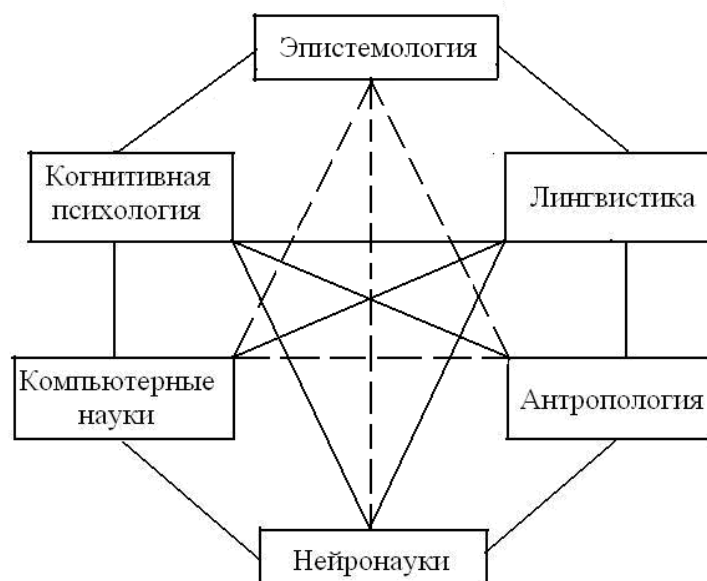 Эпистемология
Когнитивная
психология
Лингвистика
Компьютерные
науки
Антропология
Нейронауки